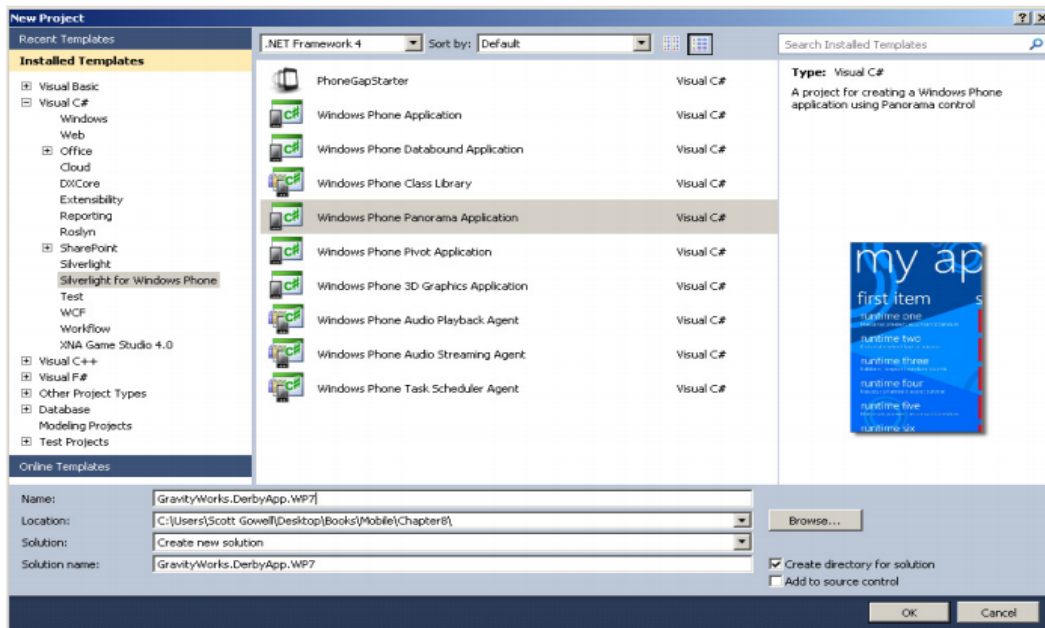 New Project
Recent Templates
Installed Templates
Visual Basic
Visual C#
Windows
Web
Office
Cloud
DXCore
Extensibility
Reporting
Roslyn
SharePoint
Silverlight
Silverlight for Windows Phone
Test
WCF
Workflow
XNA Game Studio 4.0
Visual C++
Visual F#
Other Project Types
Database
Modeling Projects
Test Projects
Online Templates
.NET Framework 4 Sort by: Default
PhoneGapStarter Visual C#
Windows Phone Application Visual C#
Windows Phone Databound Application Visual C#
Windows Phone Class Library Visual C#
Windows Phone Panorama Application Visual C#
Windows Phone Pivot Application Visual C#
Windows Phone 3D Graphics Application Visual C#
Windows Phone Audio Playback Agent Visual C#
Windows Phone Audio Streaming Agent Visual C#
Windows Phone Task Scheduler Agent Visual C#
Search Installed Templates
Type: Visual C#
A project for creating a Windows Phone
application using Panorama control
my ap
first item s
runtime one
runtime two
runtime three
runtime four
runtime five
runtime six
Name: GravityWorks.DerbyApp.WP7
Location: C:\Users\Scott Gowell\Desktop\Books\Mobile\Chapter8\
Browse...
Solution: Create new solution
Solution name: GravityWorks.DerbyApp.WP7
Create directory for solution
Add to source control
OK Cancel